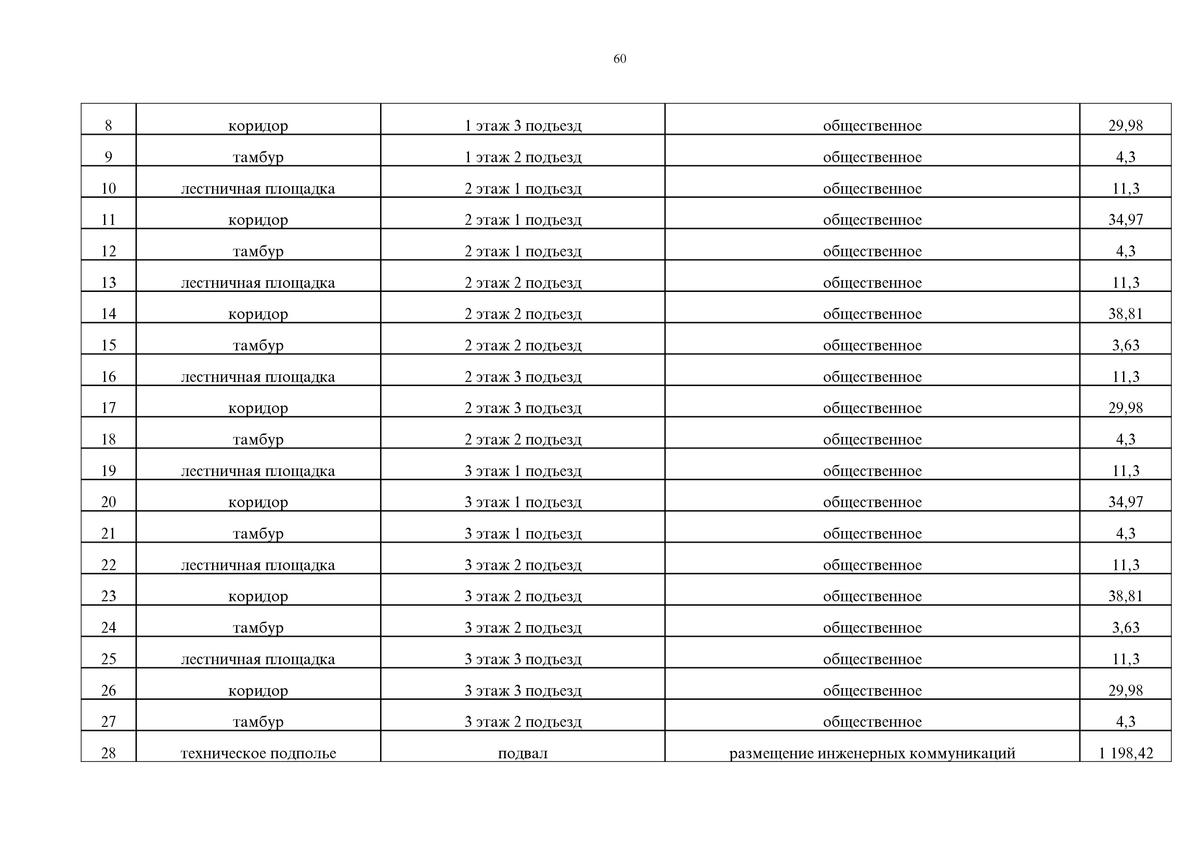 60
8 коридор 1 этаж 3 подъезд общественное 29,98
9 тамбур 1 этаж 2 подъезд общественное 4,3
10 лестничная площадка 2 этаж 1 подъезд общественное 11,3
11 коридор 2 этаж 1 подъезд общественное 34,97
12 тамбур 2 этаж 1 подъезд общественное 4,3
13 лестничная площадка 2 этаж 2 подъезд общественное 11,3
14 коридор 2 этаж 2 подъезд общественное 38,81
15 тамбур 2 этаж 2 подъезд общественное 3,63
16 лестничная площадка 2 этаж 3 подъезд общественное 11,3
17 коридор 2 этаж 3 подъезд общественное 29,98
18 тамбур 2 этаж 2 подъезд общественное 4,3
19 лестничная площадка 3 этаж 1 подъезд общественное 11,3
20 коридор 3 этаж 1 подъезд общественное 34,97
21 тамбур 3 этаж 1 подъезд общественное 4,3
22 лестничная площадка 3 этаж 2 подъезд общественное 11,3
23 коридор 3 этаж 2 подъезд общественное 38,81
24 тамбур 3 этаж 2 подъезд общественное 3,63
25 лестничная площадка 3 этаж 3 подъезд общественное 11,3
26 коридор 3 этаж 3 подъезд общественное 29,98
27 тамбур 3 этаж 2 подъезд общественное 4,3
28 техническое подполье подвал размещение инженерных коммуникаций 1 198,42